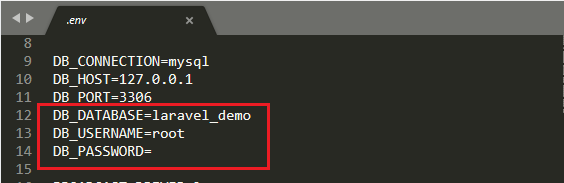 .env
8
9 DB_CONNECTION=mysql
10 DB_HOST=127.0.0.1
11 DB_PORT=3306
12 DB_DATABASE=laravel_demo
13 DB_USERNAME=root
14 DB_PASSWORD=
15